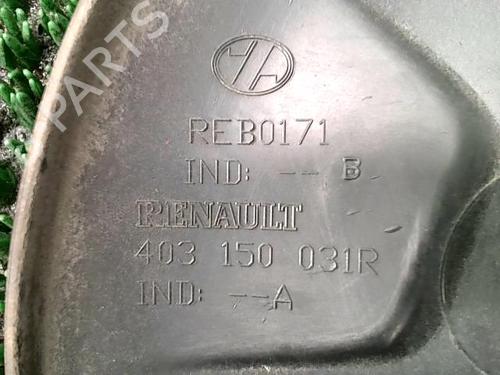 PARTS
REB0171
IND: -- B
RENAULT
403 150 031R
IND: --A